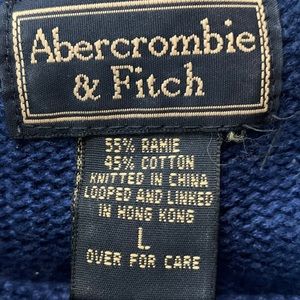 Abercrombie
& Fitch
55% RAMIE
45% COTTON
KNITTED IN CHINA
LOOPED AND LINKED
IN HONG KONG
L
OVER FOR CARE